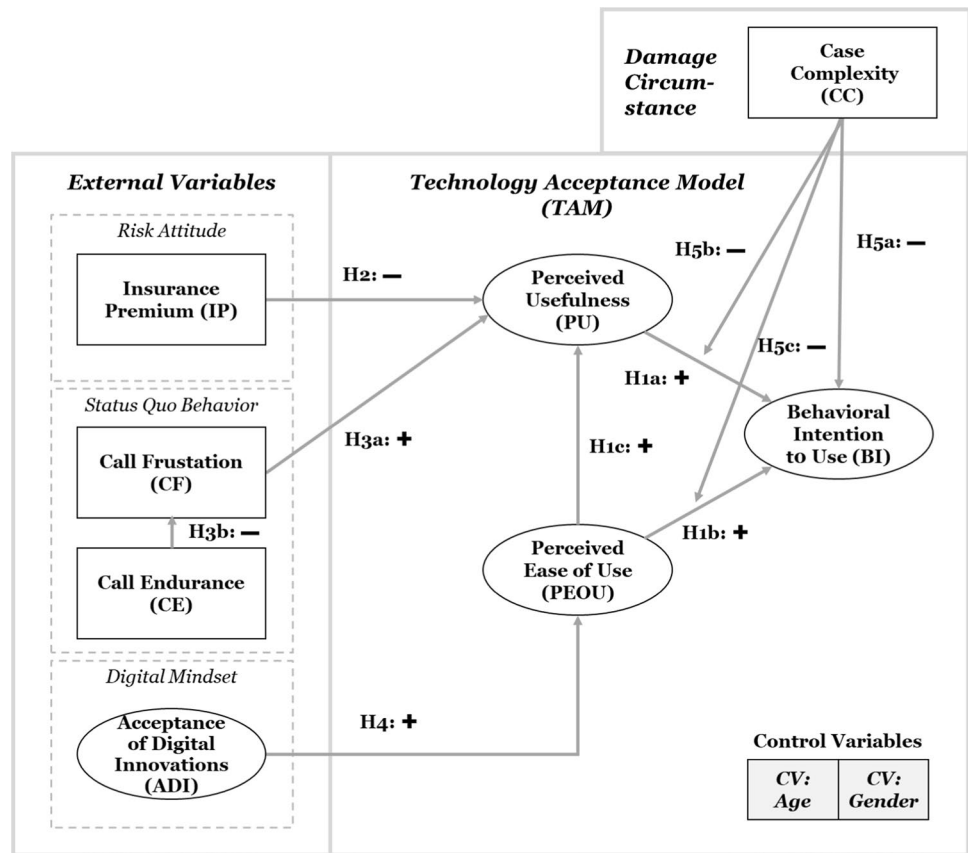 Damage
Circum-
stance
Case
Complexity
(CC)
External Variables
Risk Attitude
Insurance
Premium (IP)
Status Quo Behavior
Call Frustation
(CF)
H3b: −
Call Endurance
(CE)
Digital Mindset
Acceptance
of Digital
Innovations
(ADI)
Technology Acceptance Model
(TAM)
H2: −
H3a: +
H4: +
Perceived
Usefulness
(PU)
H5b: −
H5a: −
H5c: −
H1a: +
H1c: +
H1b: +
Behavioral
Intention
to Use (BI)
Perceived
Ease of Use
(PEOU)
Control Variables
CV:
Age
CV:
Gender